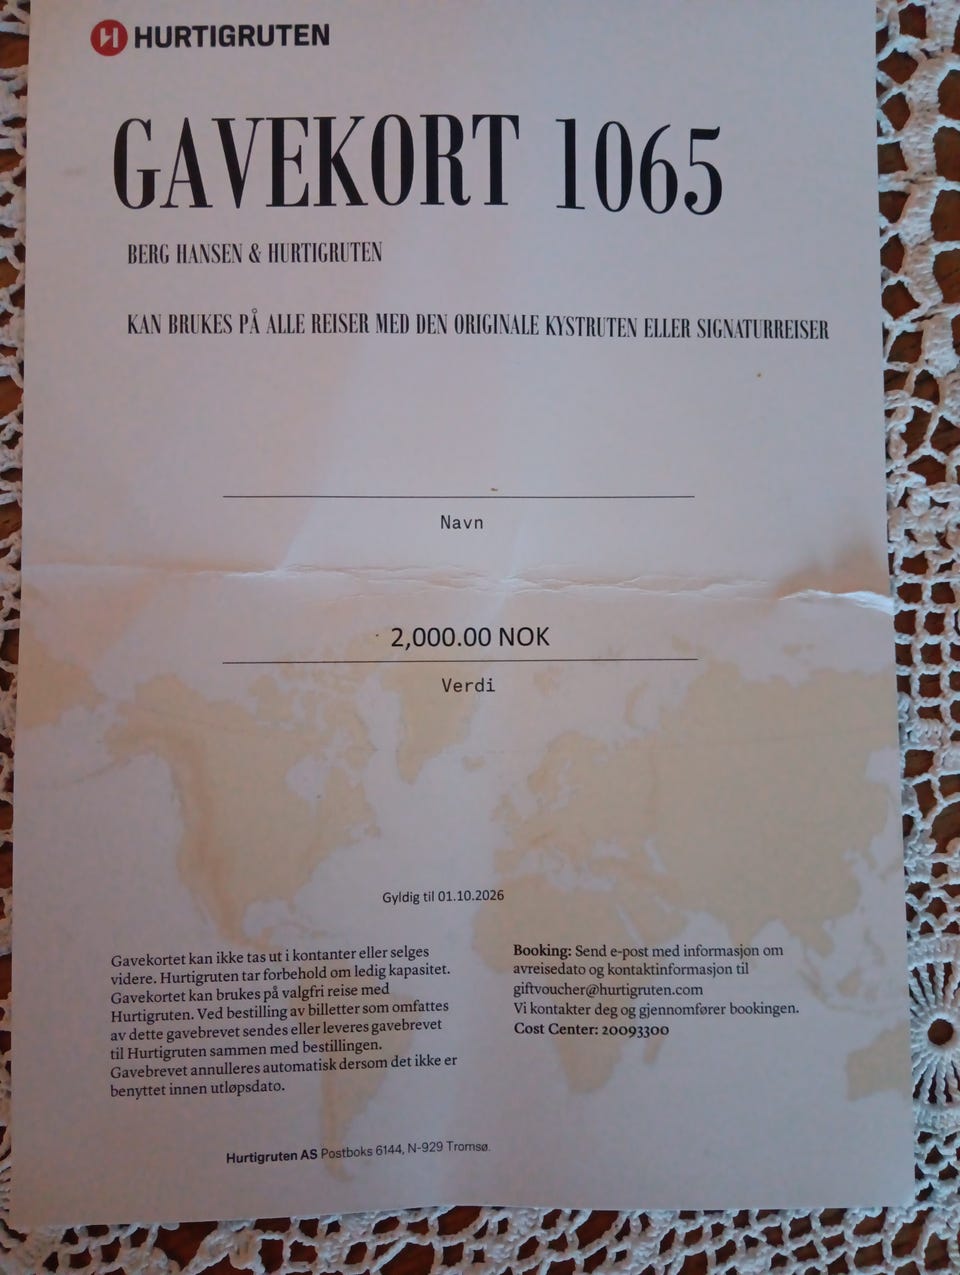 HURTIGRUTEN
GAVEKORT 1065
BERG HANSEN & HURTIGRUTEN
KAN BRUKES PÅ ALLE REISER MED DEN ORIGINALE KYSTRUTEN ELLER SIGNATURREISER
Navn
2,000.00 NOK
Verdi
Gyldig til 01.10.2026
Gavekortet kan ikke tas ut i kontanter eller selges
videre. Hurtigruten tar forbehold om ledig kapasitet.
Gavekortet kan brukes på valgfri reise med
Hurtigruten. Ved bestilling av billetter som omfattes
av dette gavebrevet sendes eller leveres gavebrevet
til Hurtigruten sammen med bestillingen.
Gavebrevet annulleres automatisk dersom det ikke er
benyttet innen utløpsdato.
Booking: Send e-post med informasjon om
avreisedato og kontaktinformasjon til
giftvoucher@hurtigruten.com
Vi kontakter deg og gjennomfører bookingen.
Cost Center: 20093300
Hurtigruten AS Postboks 6144, N-929 Tromsø.